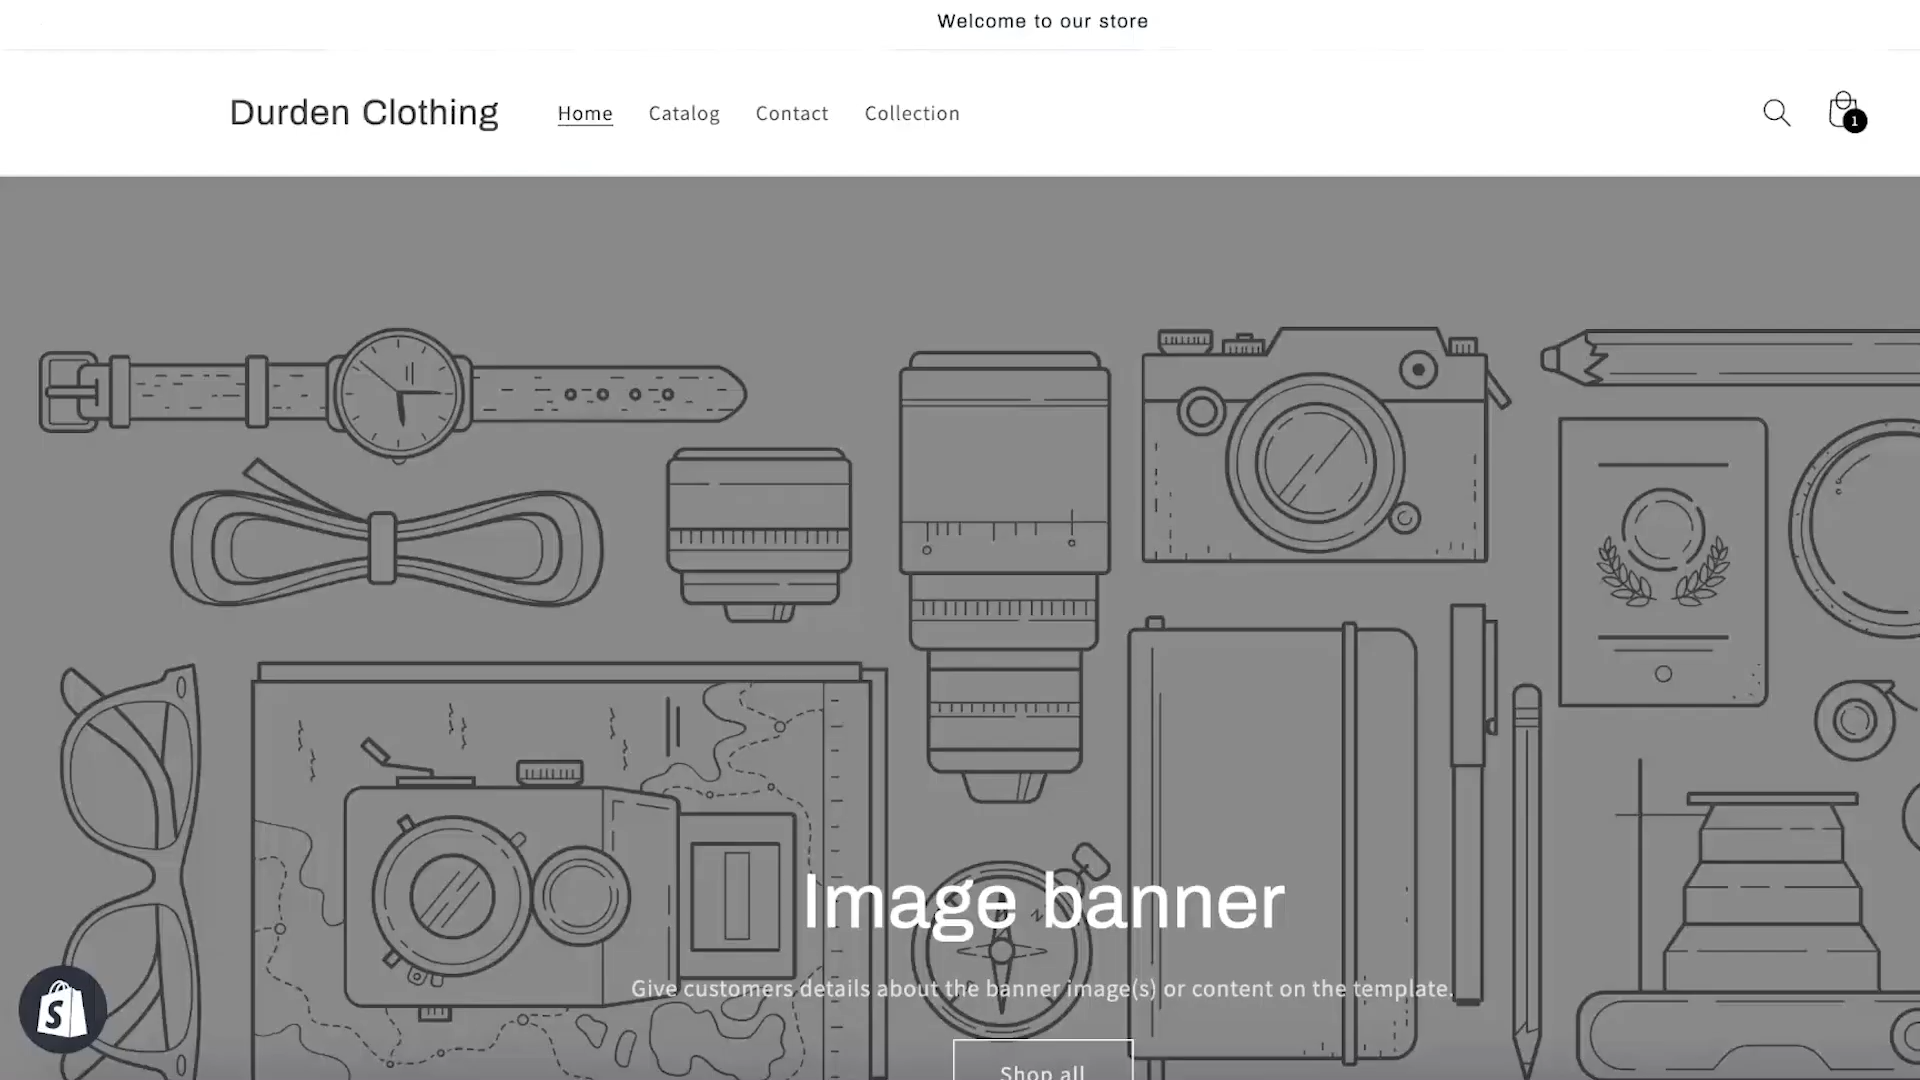 Welcome to our store
Durden Clothing Home Catalog Contact Collection
1
Image banner
Give customers details about the banner image(s) or content on the template.
Shop all